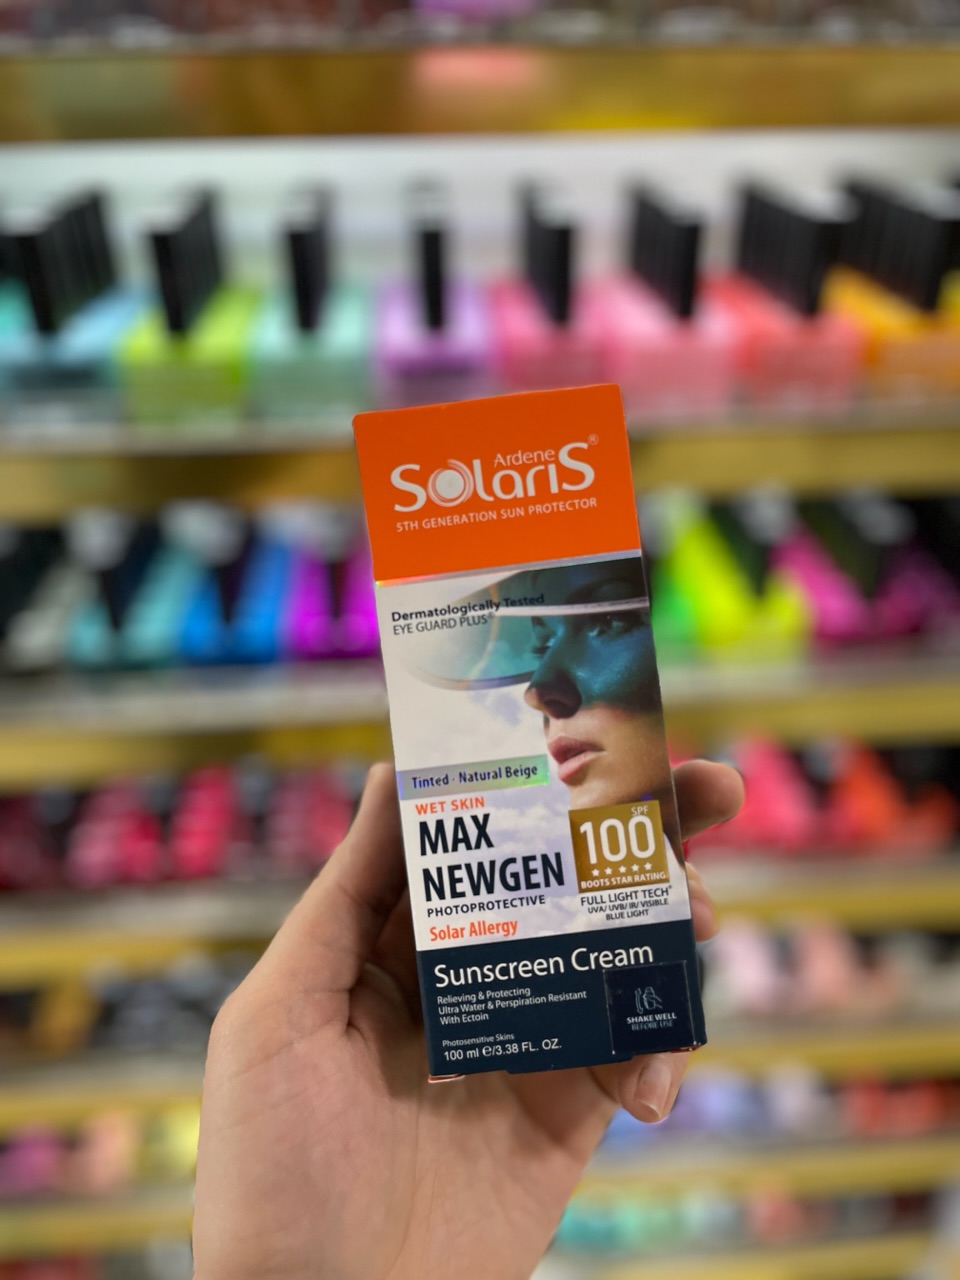 Ardene
SolariS®
5TH GENERATION SUN PROTECTOR
Dermatologically Tested
EYE GUARD PLUS®
Tinted - Natural Beige
WET SKIN
MAX
NEWGEN
PHOTOPROTECTIVE
Solar Allergy
SPF
100
BOOTS STAR RATING
FULL LIGHT TECH®
UVA/ UVB/ IR/ VISIBLE
BLUE LIGHT
Sunscreen Cream
Relieving & Protecting
Ultra Water & Perspiration Resistant
With Ectoin
SHAKE WELL
BEFORE USE
Photosensitive Skins
100 ml e/3.38 FL. OZ.